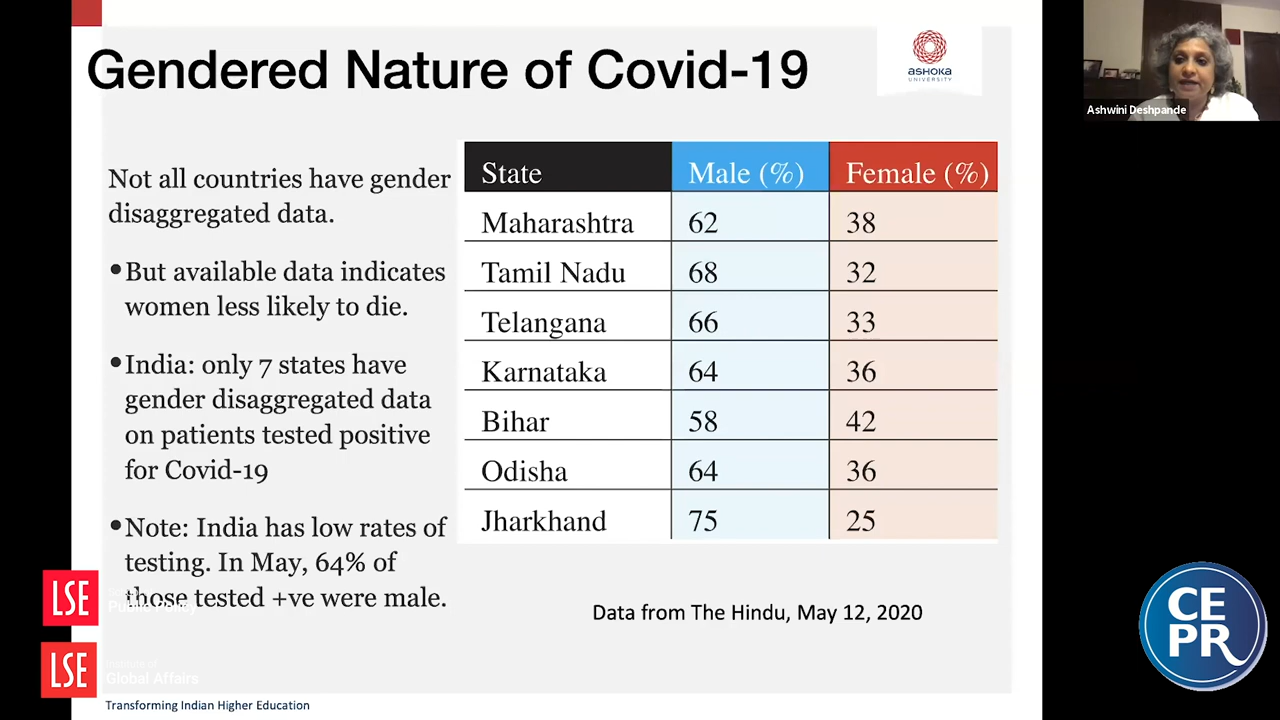 Gendered Nature of Covid-19
ASHOKA
UNIVERSITY
Ashwini Deshpande
Not all countries have gender
disaggregated data.
•But available data indicates
women less likely to die.
•India: only 7 states have
gender disaggregated data
on patients tested positive
for Covid-19
•Note: India has low rates of
testing. In May, 64% of
those tested +ve were male.
State Male (%) Female (%)
Maharashtra 62 38
Tamil Nadu 68 32
Telangana 66 33
Karnataka 64 36
Bihar 58 42
Odisha 64 36
Jharkhand 75 25
Data from The Hindu, May 12, 2020
LSE
Public Policy
LSE
Global Affairs
Transforming Indian Higher Education
CE
PR